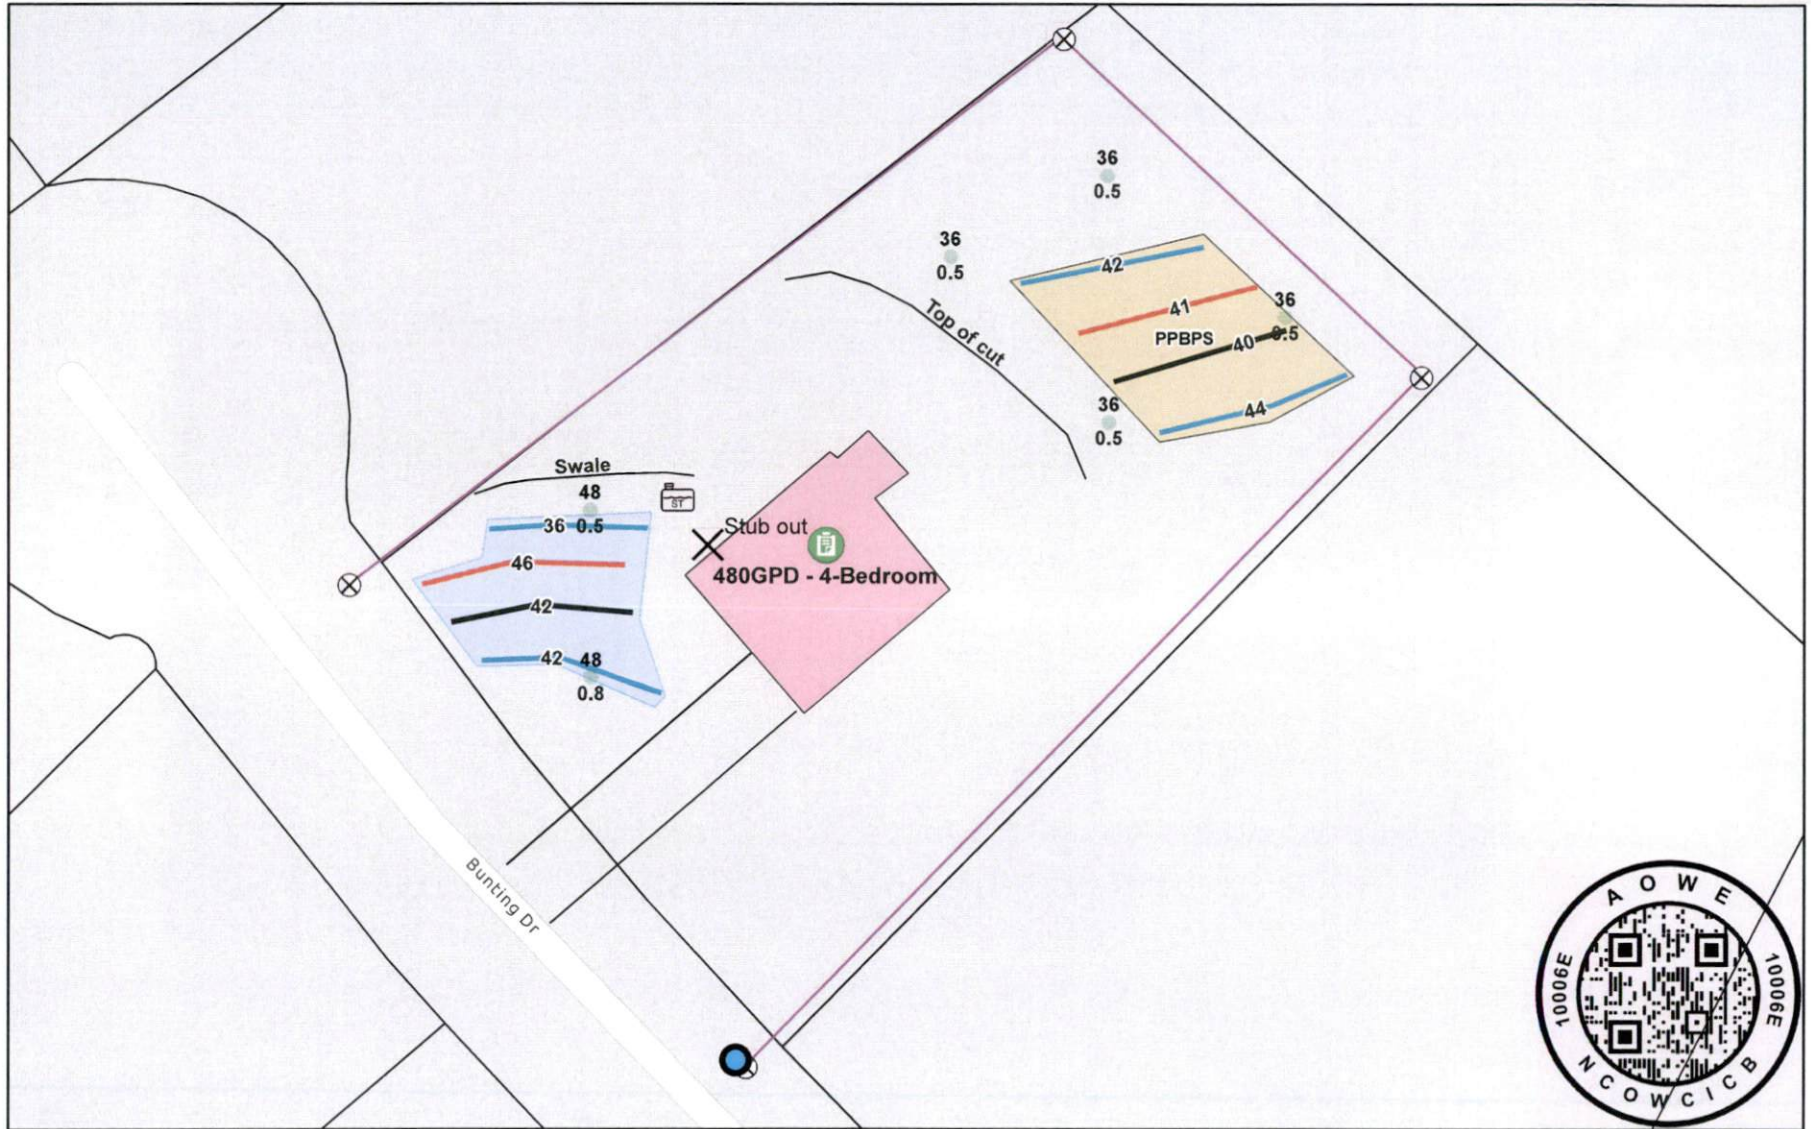 36
0.5
36
0.5
42
Top of cut
41
36
0.5
PPBPS
40
36
0.5
44
Swale
48
ST
36 0.5
Stub out
46
480GPD - 4-Bedroom
42
42
48
0.8
Bunting Dr
AOWE
10006E
10006E
NCOWCICB